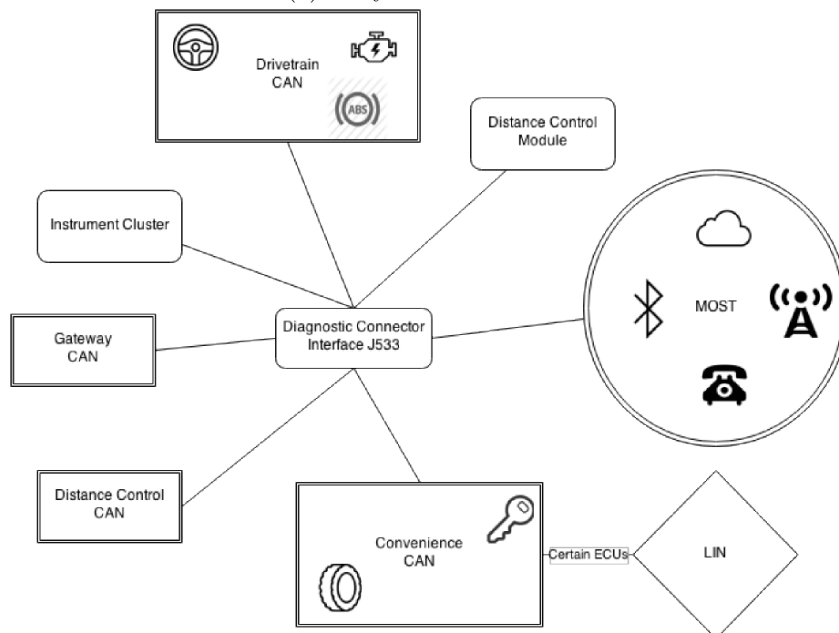 Drivetrain
CAN
ABS
Distance Control
Module
Instrument Cluster
MOST
Diagnostic Connector
Interface J533
Gateway
CAN
Distance Control
CAN
Convenience
CAN
Certain ECUs
LIN